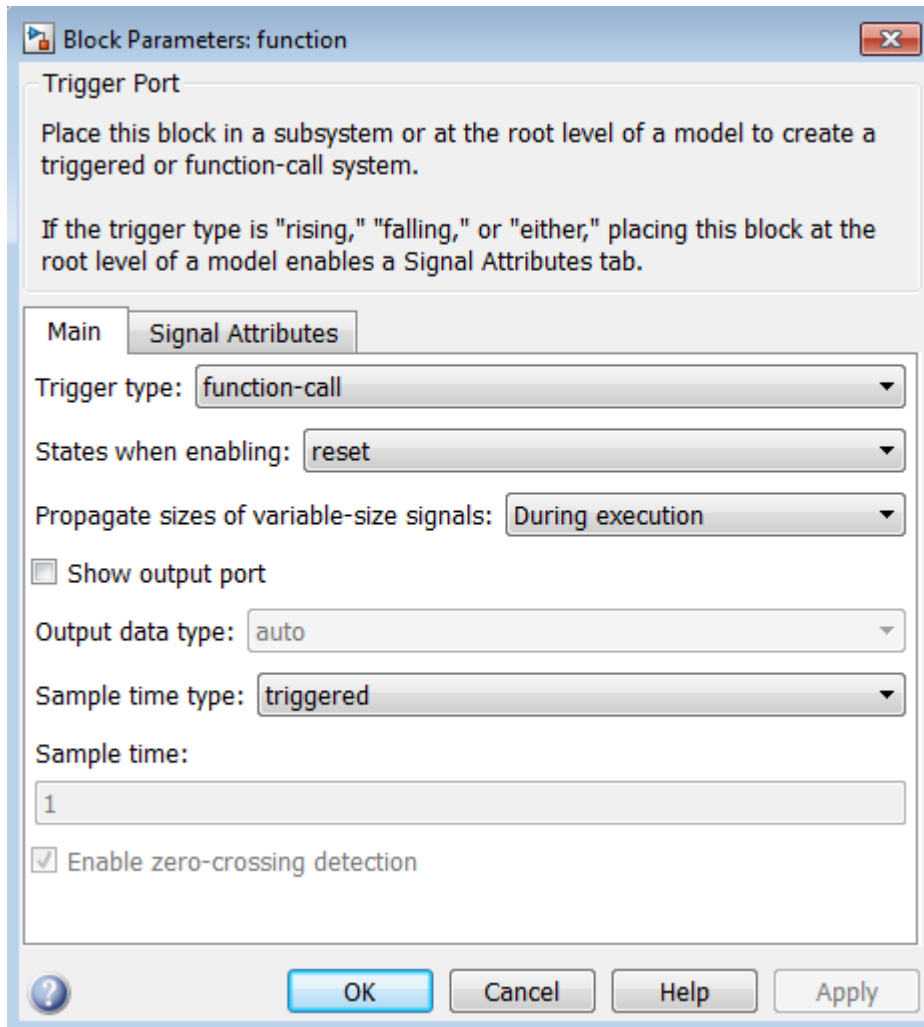 Block Parameters: function
Trigger Port
Place this block in a subsystem or at the root level of a model to create a
triggered or function-call system.
If the trigger type is "rising," "falling," or "either," placing this block at the
root level of a model enables a Signal Attributes tab.
Main Signal Attributes
Trigger type: function-call
States when enabling: reset
Propagate sizes of variable-size signals: During execution
Show output port
Output data type: auto
Sample time type: triggered
Sample time:
1
Enable zero-crossing detection
? OK Cancel Help Apply